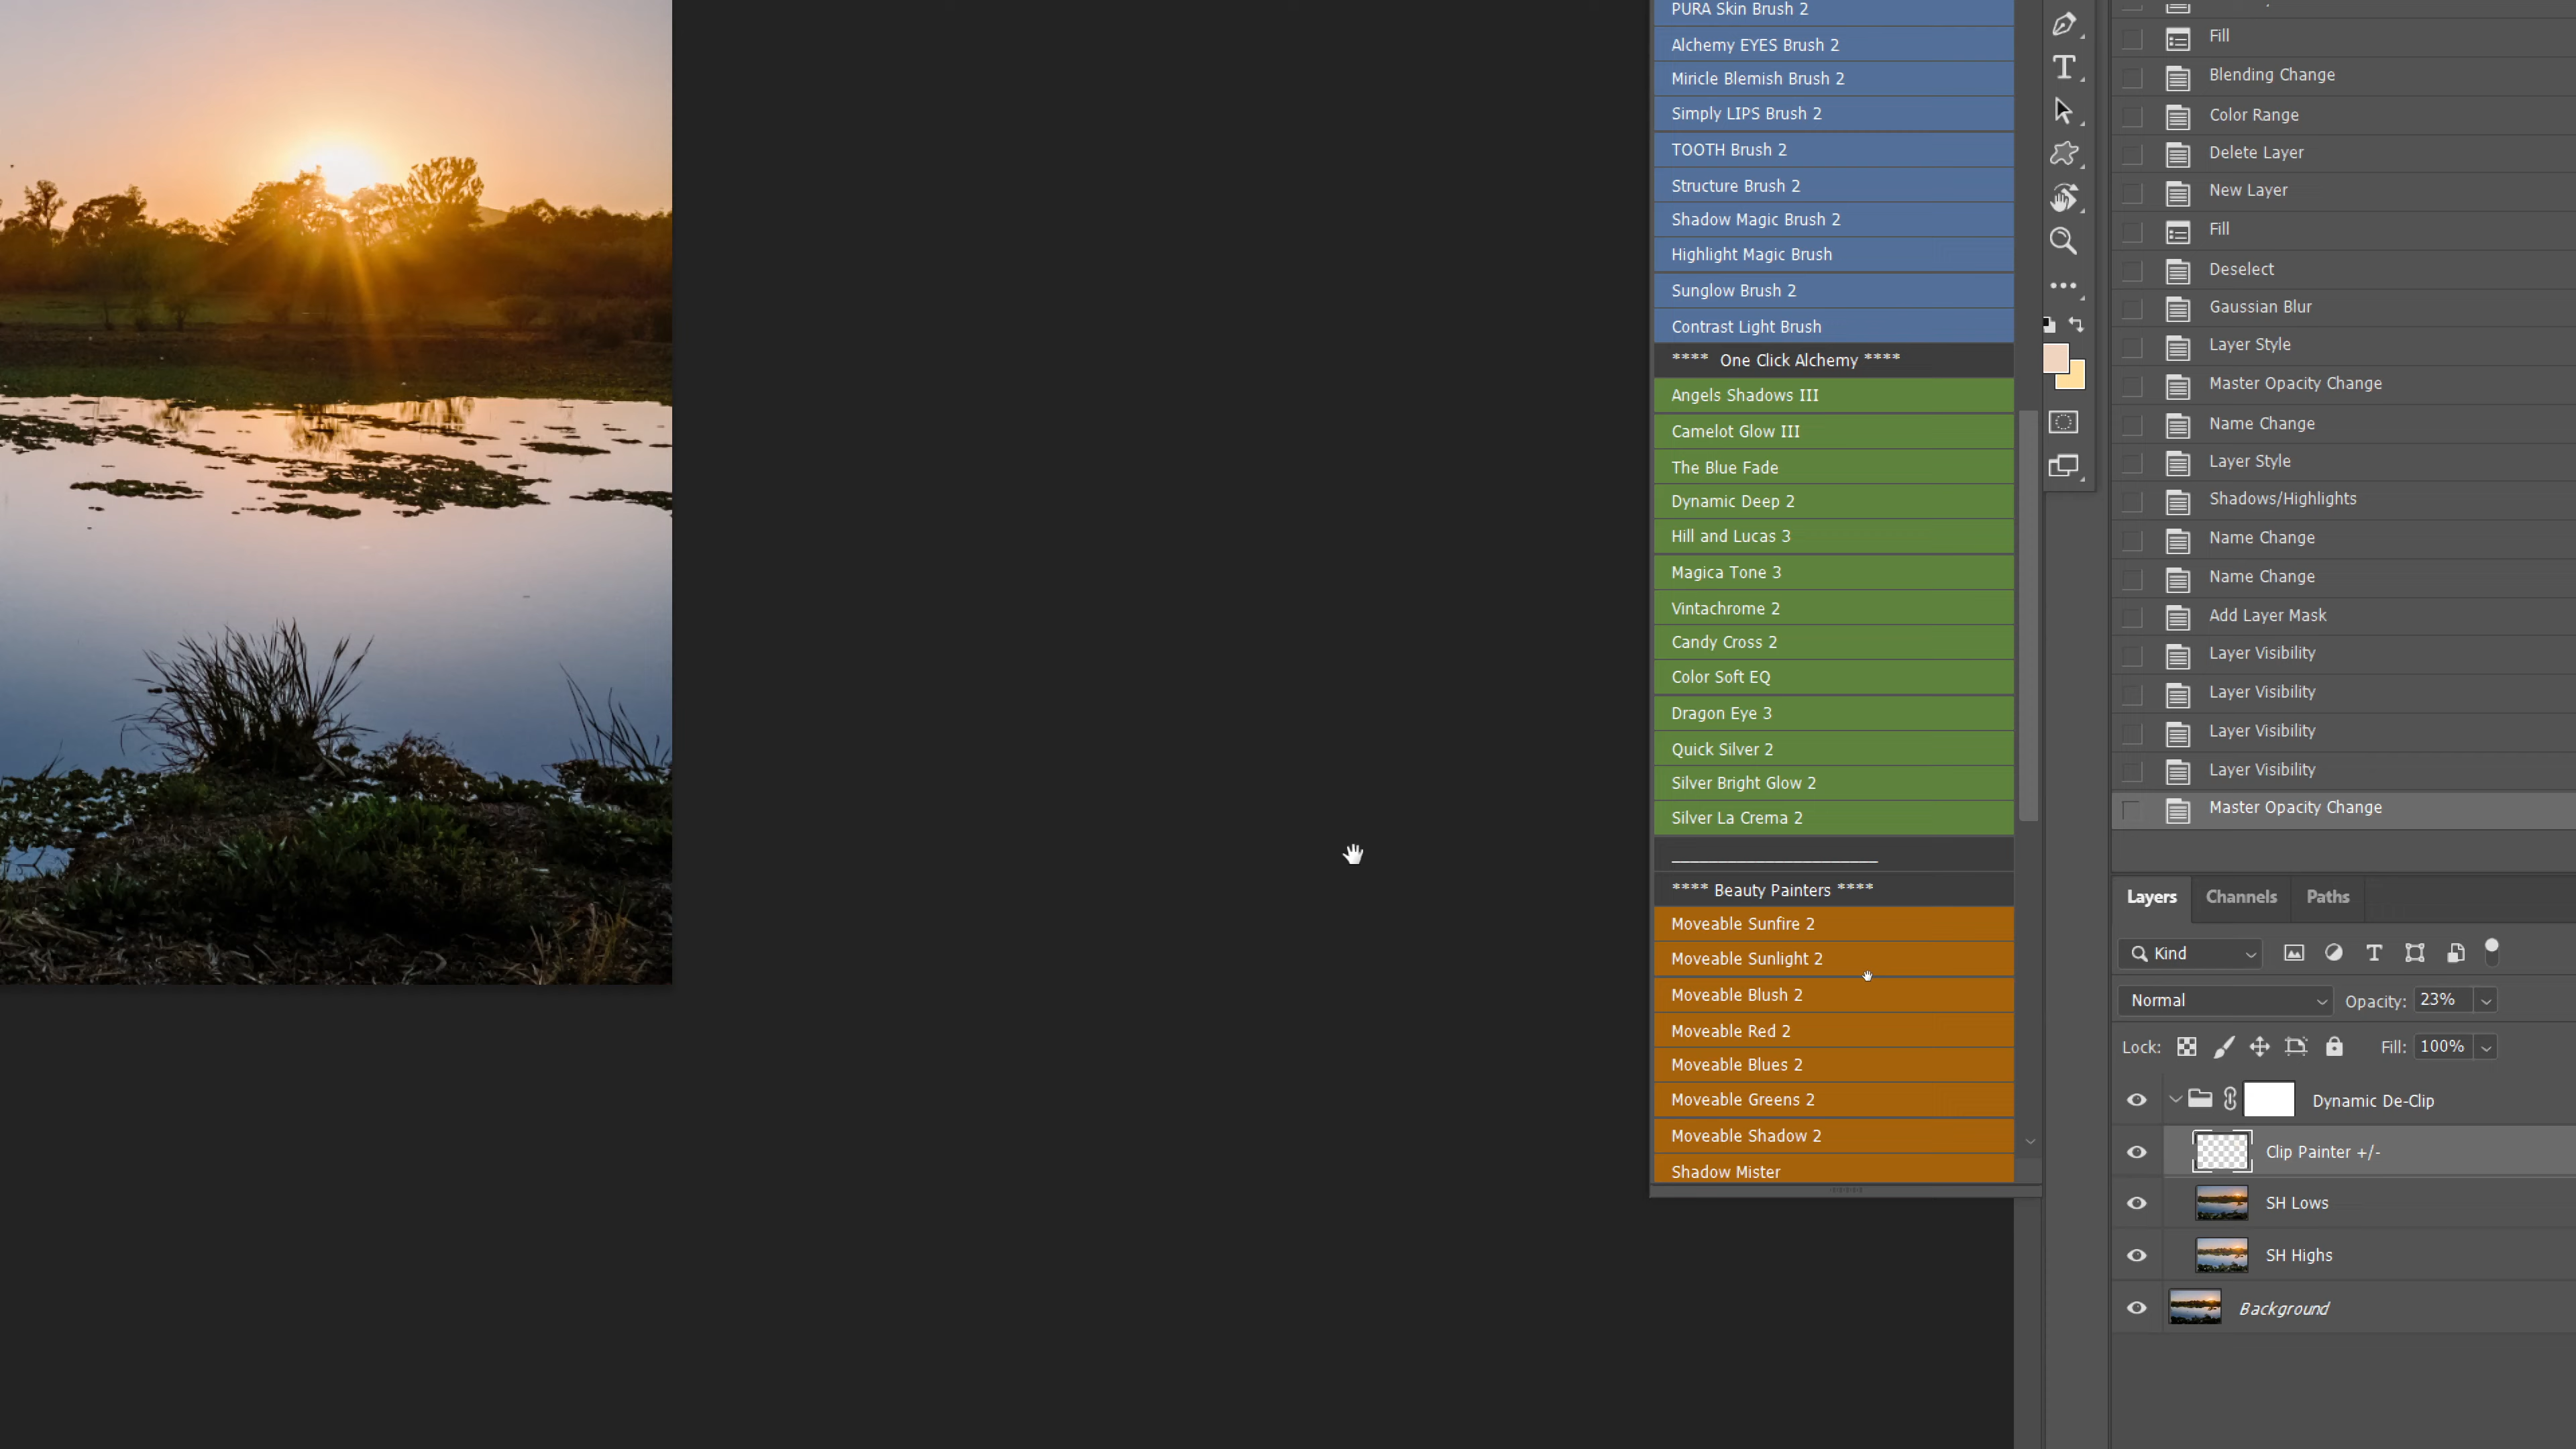 PURA Skin Brush 2
Alchemy EYES Brush 2
Miricle Blemish Brush 2
Simply LIPS Brush 2
TOOTH Brush 2
Structure Brush 2
Shadow Magic Brush 2
Highlight Magic Brush
Sunglow Brush 2
Contrast Light Brush
**** One Click Alchemy ****
Angels Shadows III
Camelot Glow III
The Blue Fade
Dynamic Deep 2
Hill and Lucas 3
Magica Tone 3
Vintachrome 2
Candy Cross 2
Color Soft EQ
Dragon Eye 3
Quick Silver 2
Silver Bright Glow 2
Silver La Crema 2
______________________
**** Beauty Painters ****
Moveable Sunfire 2
Moveable Sunlight 2
Moveable Blush 2
Moveable Red 2
Moveable Blues 2
Moveable Greens 2
Moveable Shadow 2
Shadow Mister
Fill
Blending Change
Color Range
Delete Layer
New Layer
Fill
Deselect
Gaussian Blur
Layer Style
Master Opacity Change
Name Change
Layer Style
Shadows/Highlights
Name Change
Name Change
Add Layer Mask
Layer Visibility
Layer Visibility
Layer Visibility
Layer Visibility
Master Opacity Change
Layers Channels Paths
Kind
Normal Opacity: 23%
Lock: Fill: 100%
Dynamic De-Clip
Clip Painter +/-
SH Lows
SH Highs
Background